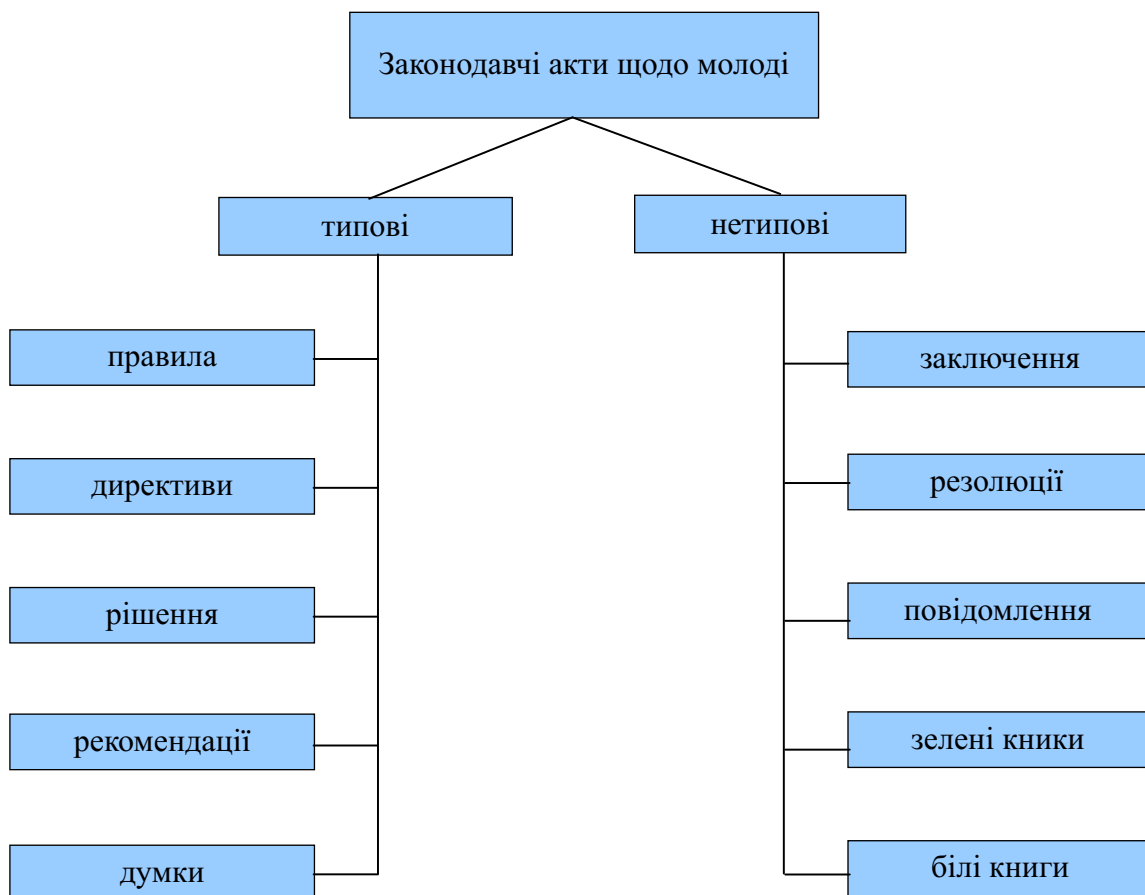 Законодавчі акти щодо молоді
типові
нетипові
правила
заключення
директиви
резолюції
рішення
повідомлення
рекомендації
зелені кники
думки
білі книги